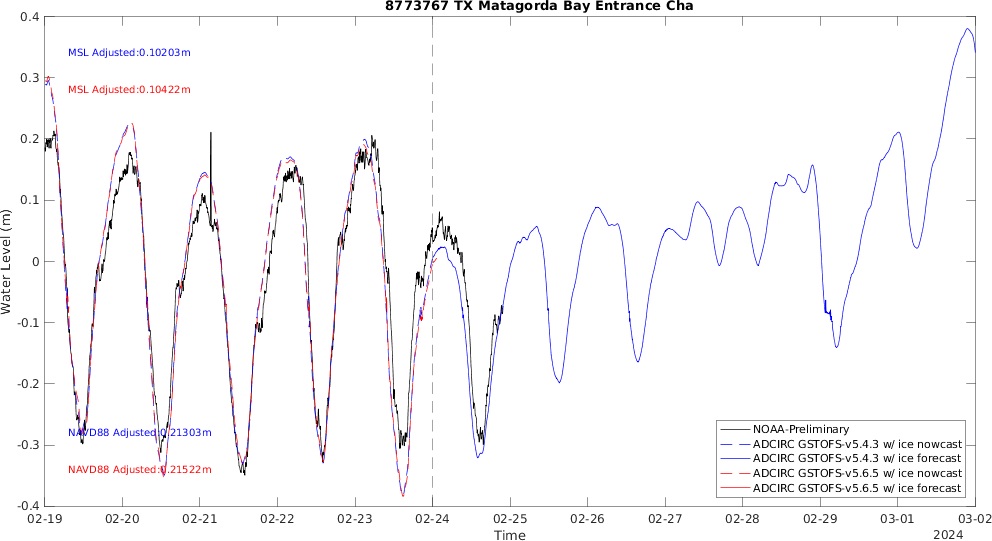 8773767 TX Matagorda Bay Entrance Cha
0.4
0.3
0.2
0.1
0
-0.1
-0.2
-0.3
-0.4
Water Level (m)
MSL Adjusted:0.10203m
MSL Adjusted:0.10422m
NAVD88 Adjusted:0.21303m
NAVD88 Adjusted:0.21522m
NOAA-Preliminary
ADCIRC GSTOFS-v5.4.3 w/ ice nowcast
ADCIRC GSTOFS-v5.4.3 w/ ice forecast
ADCIRC GSTOFS-v5.6.5 w/ ice nowcast
ADCIRC GSTOFS-v5.6.5 w/ ice forecast
02-19 02-20 02-21 02-22 02-23 02-24 02-25 02-26 02-27 02-28 02-29 03-01 03-02
Time
2024